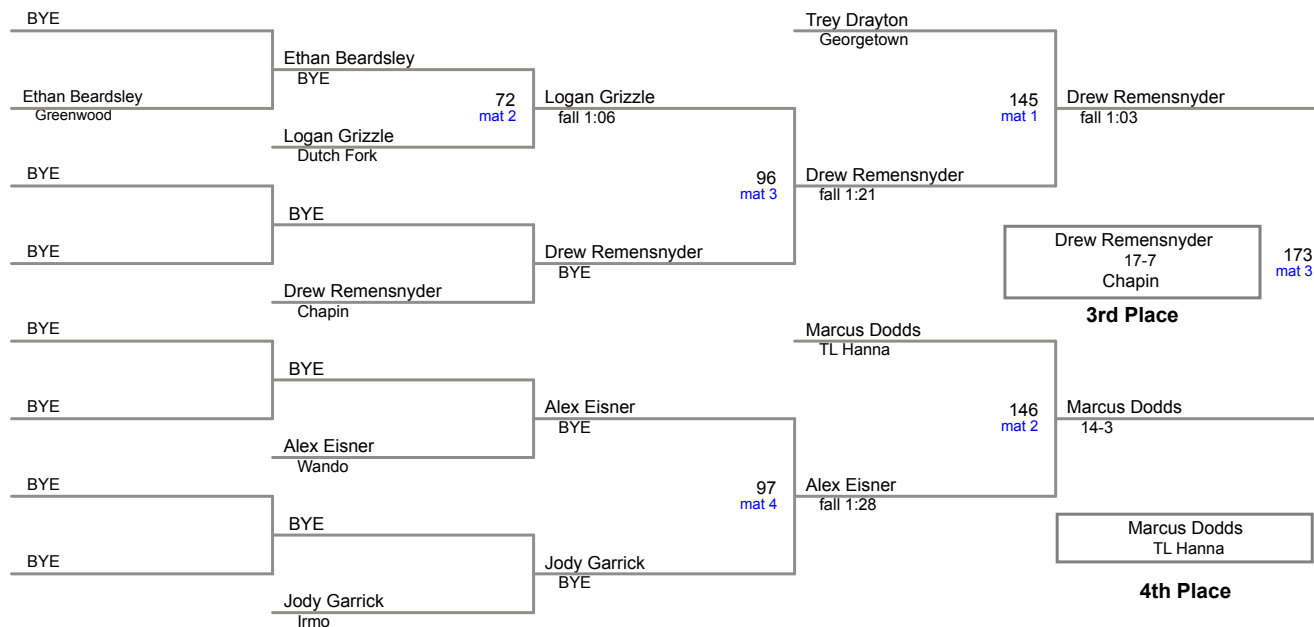 BYE
Trey Drayton
Georgetown
Ethan Beardsley
BYE
Ethan Beardsley
Greenwood
72
mat 2
Logan Grizzle
fall 1:06
145
mat 1
Drew Remensnyder
fall 1:03
Logan Grizzle
Dutch Fork
BYE
96
mat 3
Drew Remensnyder
fall 1:21
BYE
BYE
Drew Remensnyder
BYE
Drew Remensnyder
17-7
Chapin
173
mat 3
Drew Remensnyder
Chapin
3rd Place
BYE
Marcus Dodds
TL Hanna
BYE
BYE
Alex Eisner
BYE
146
mat 2
Marcus Dodds
14-3
Alex Eisner
Wando
BYE
97
mat 4
Alex Eisner
fall 1:28
BYE
Marcus Dodds
TL Hanna
BYE
Jody Garrick
BYE
4th Place
Jody Garrick
Irmo